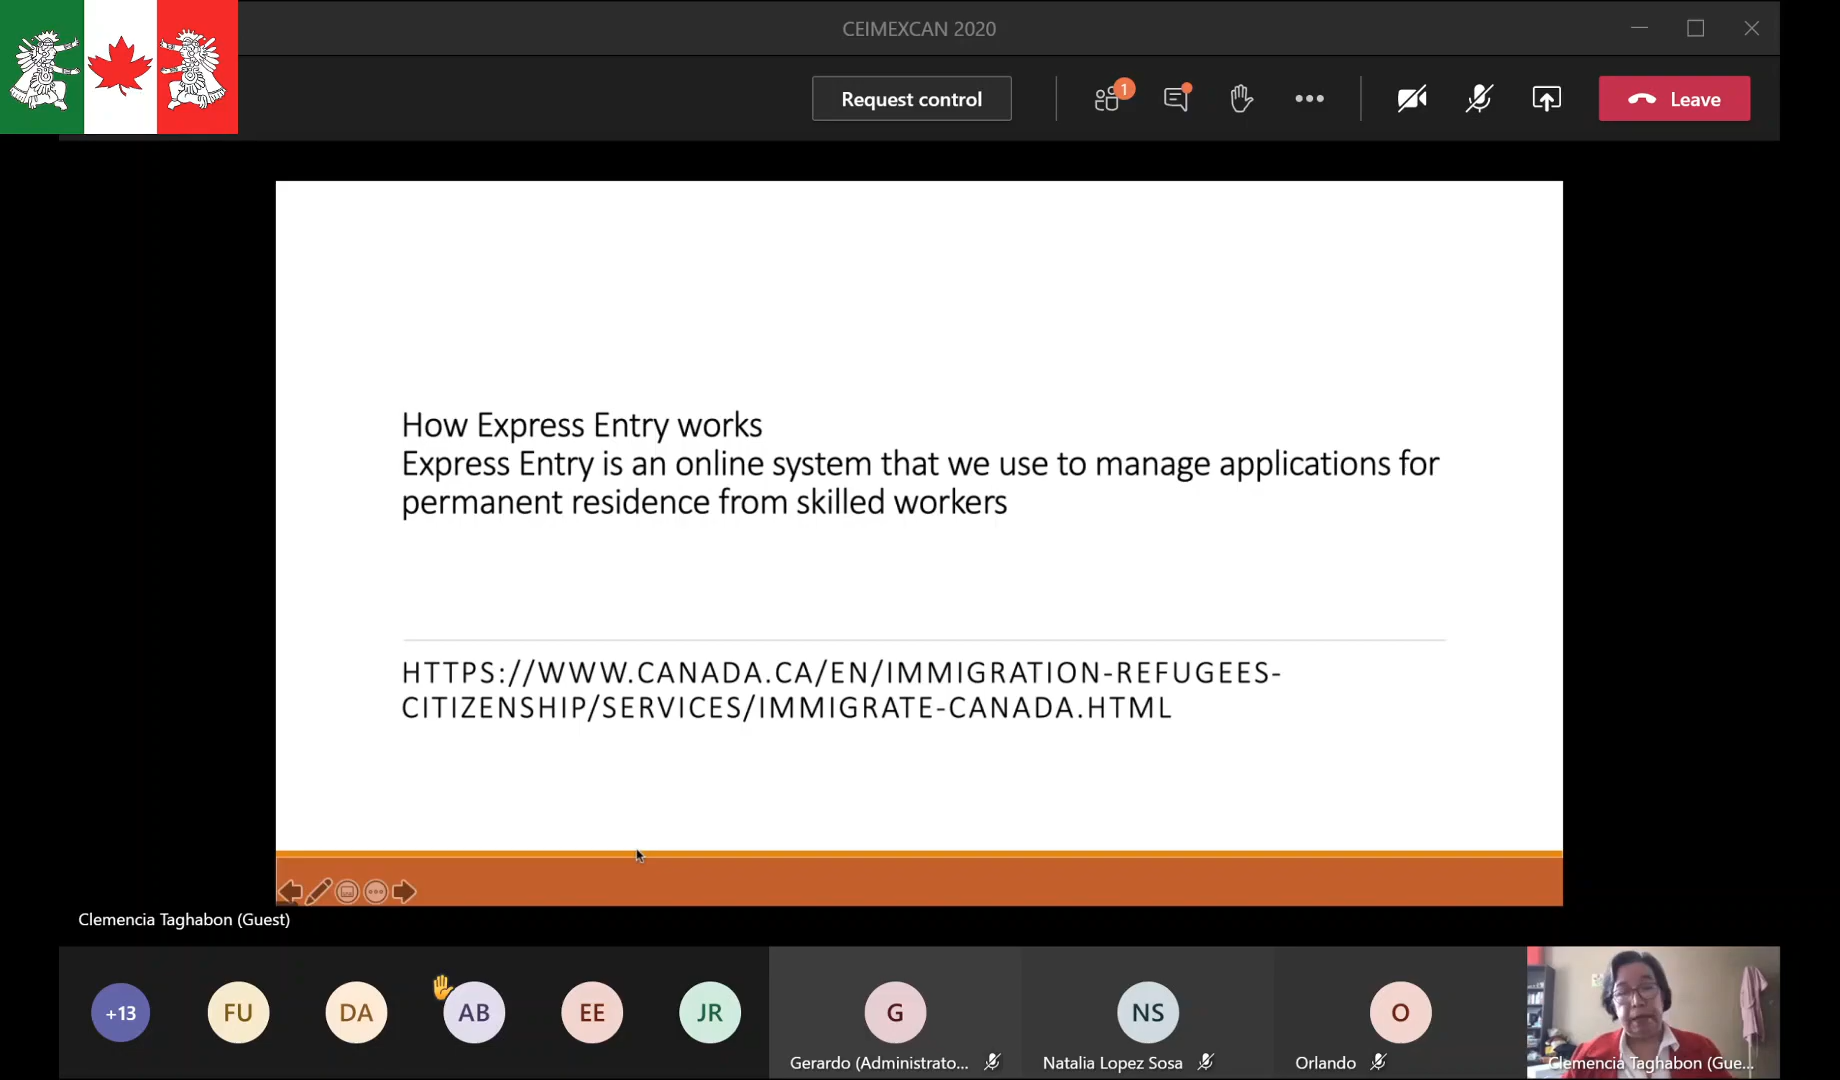 CEIMEXCAN 2020
Request control
1
Leave
How Express Entry works
Express Entry is an online system that we use to manage applications for
permanent residence from skilled workers
HTTPS://WWW.CANADA.CA/EN/IMMIGRATION-REFUGEES-
CITIZENSHIP/SERVICES/IMMIGRATE-CANADA.HTML
Clemencia Taghabon (Guest)
+13
FU
DA
AB
EE
JR
G
NS
O
Gerardo (Administrato...
Natalia Lopez Sosa
Orlando
Clemencia Taghabon (Gue...